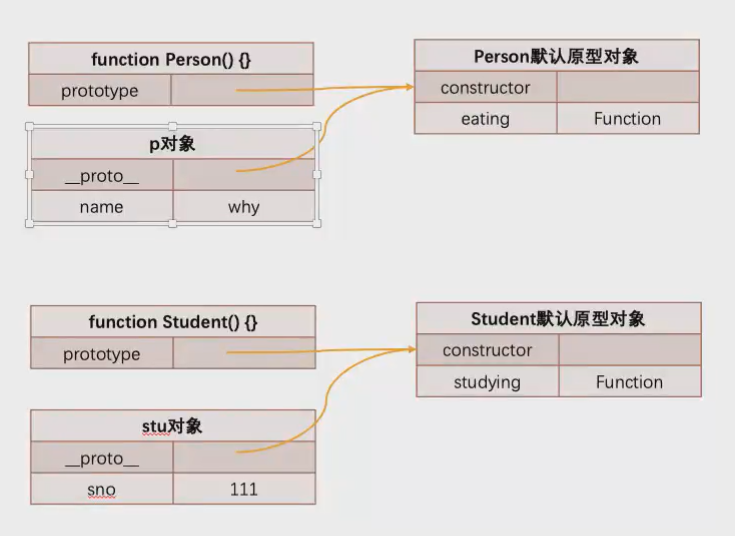 function Person() {}
prototype
p对象
__proto__
name why
Person默认原型对象
constructor
eating Function
function Student() {}
prototype
stu对象
__proto__
sno 111
Student默认原型对象
constructor
studying Function